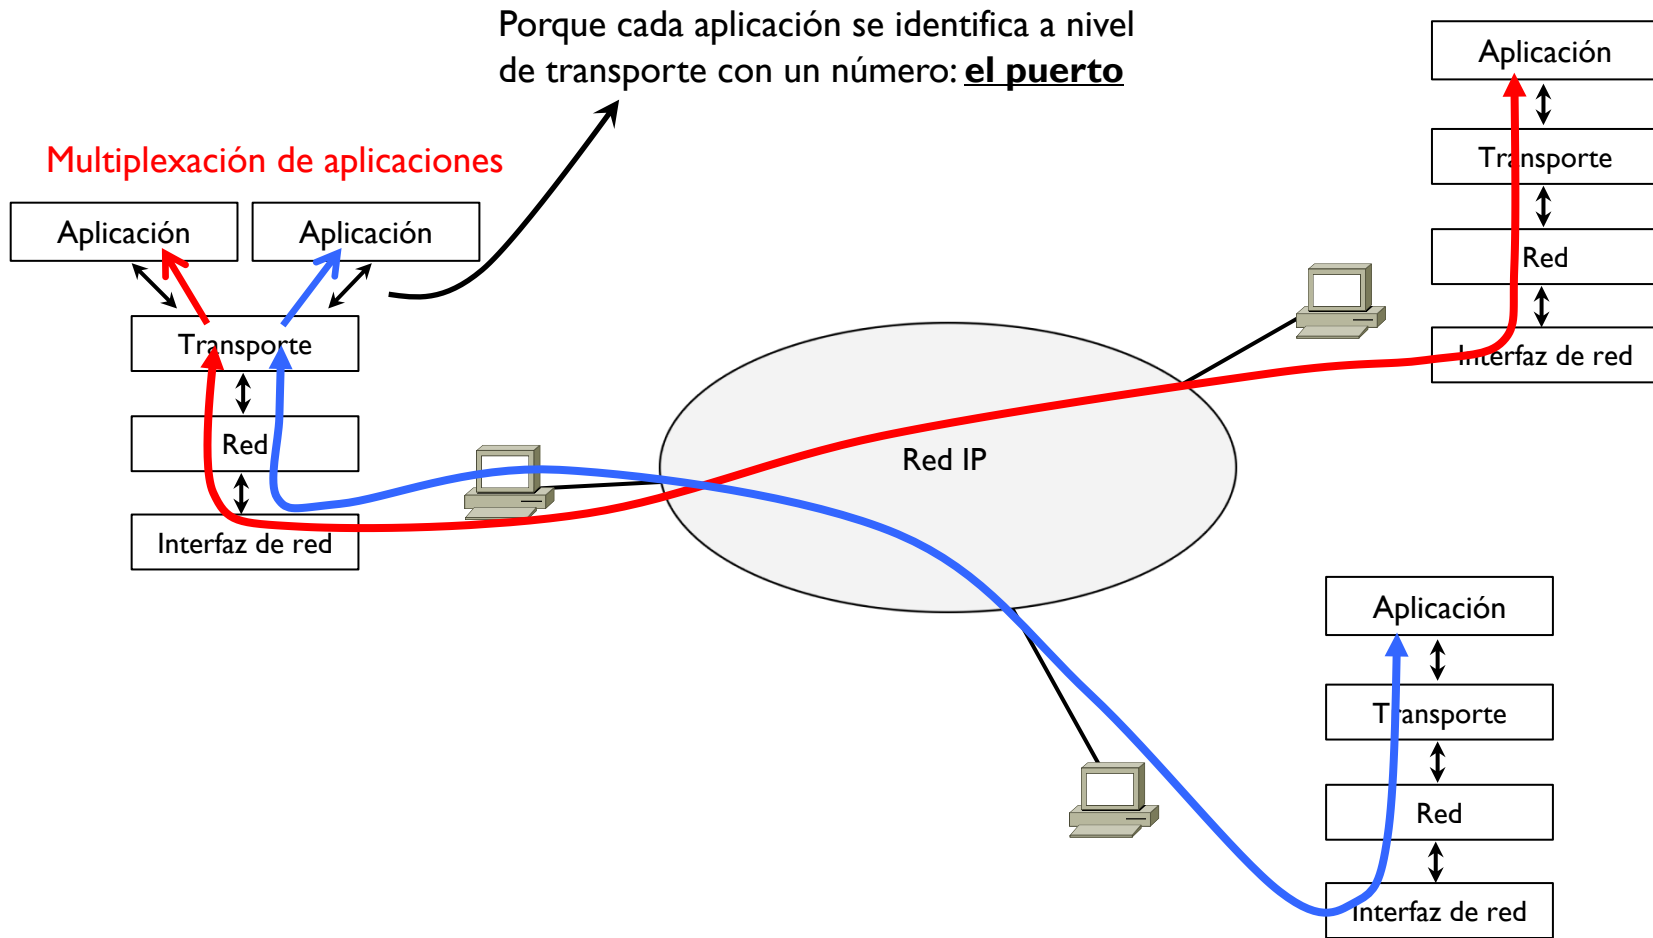 Porque cada aplicación se identifica a nivel
de transporte con un número: el puerto
Multiplexación de aplicaciones
Aplicación
Aplicación
Transporte
Red
Interfaz de red
Red IP
Aplicación
Transporte
Red
Interfaz de red
Aplicación
Transporte
Red
Interfaz de red